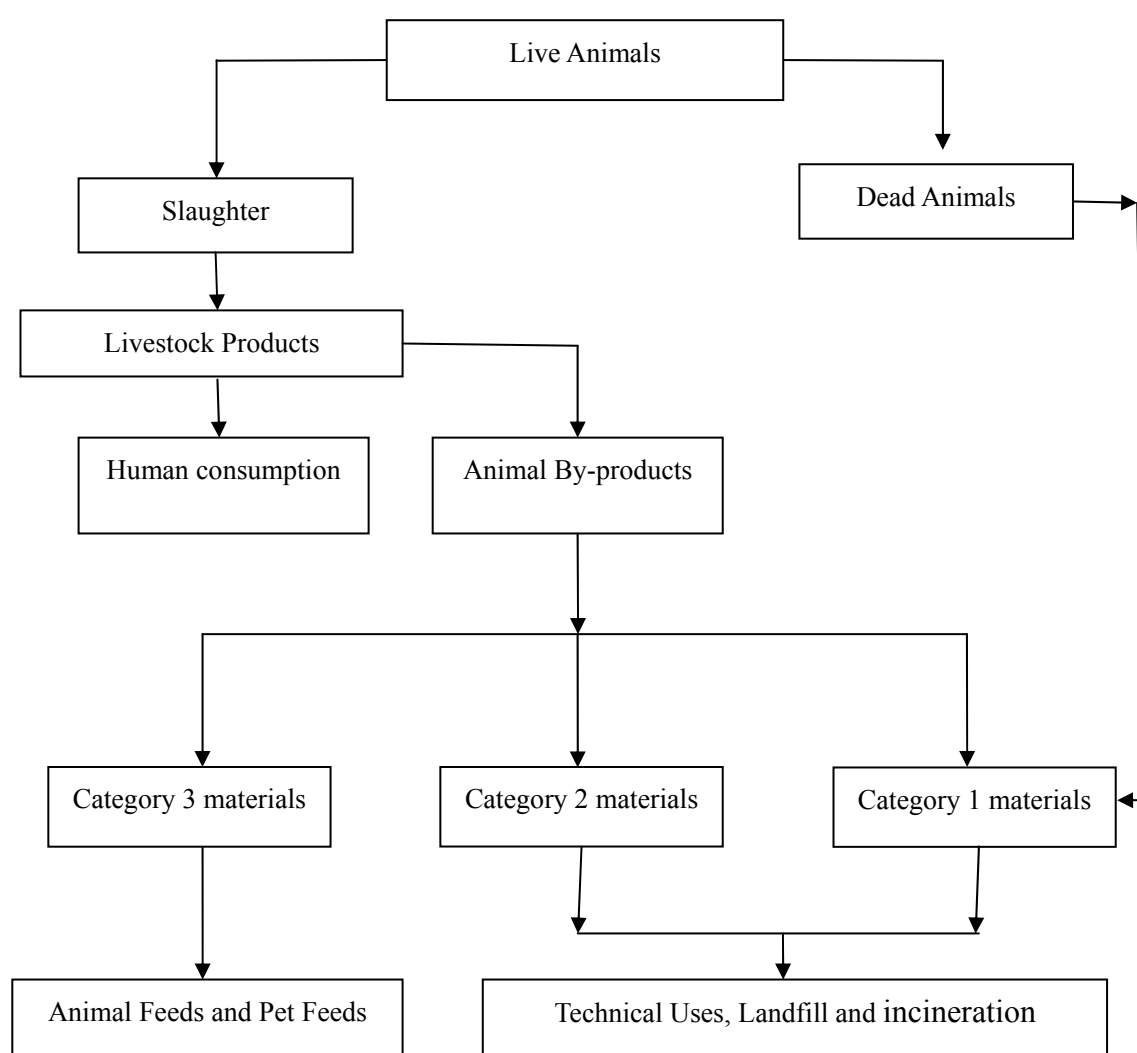 Live Animals
Slaughter
Dead Animals
Livestock Products
Human consumption
Animal By-products
Category 3 materials
Category 2 materials
Category 1 materials
Animal Feeds and Pet Feeds
Technical Uses, Landfill and incineration